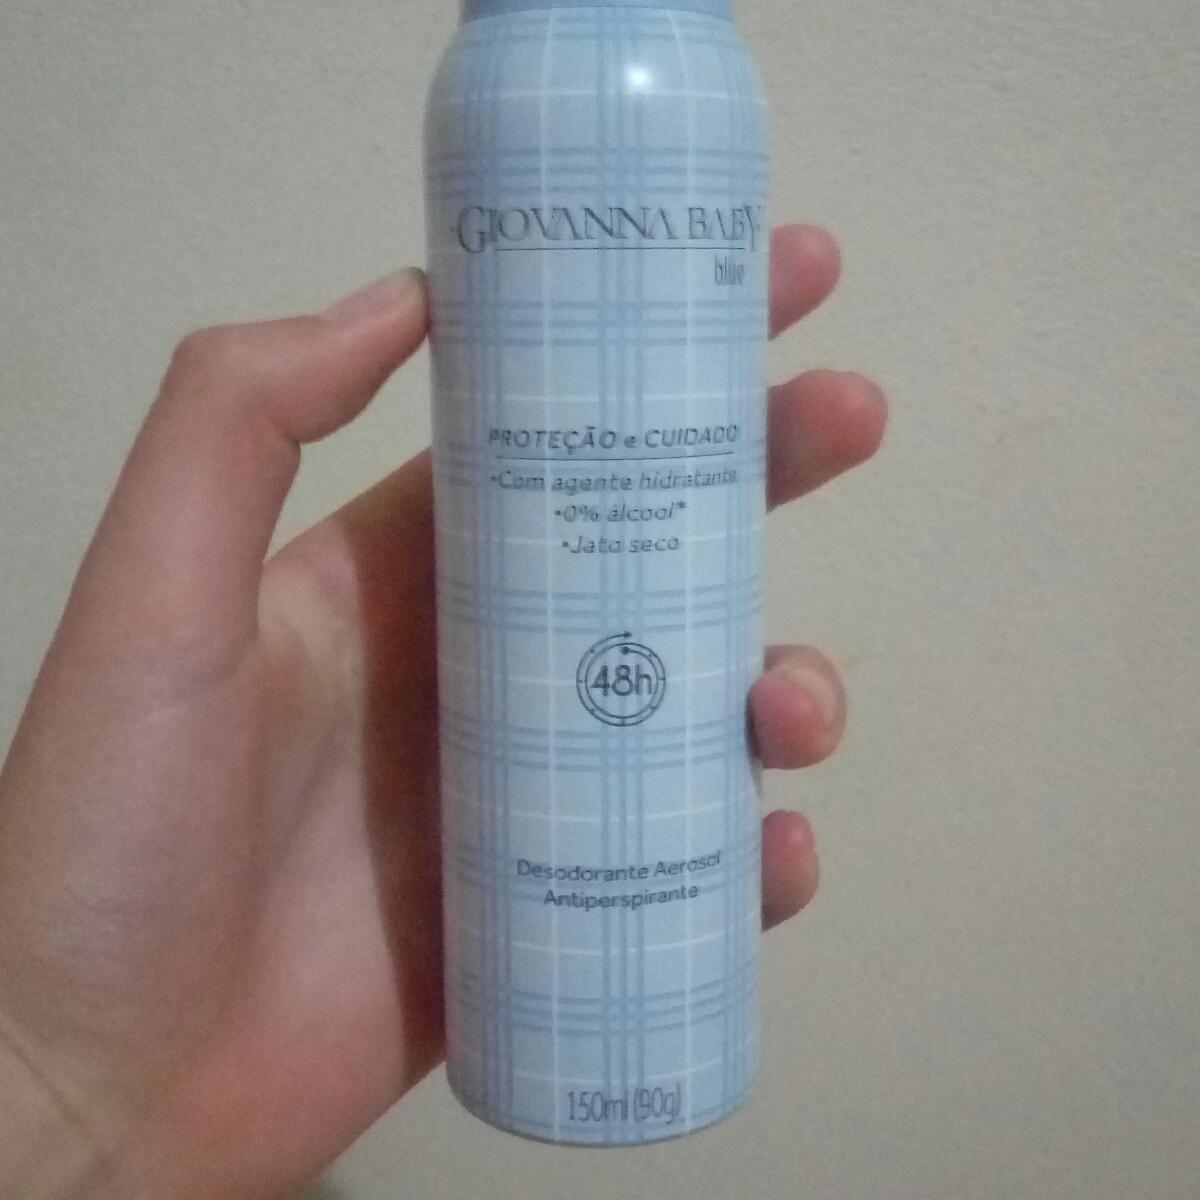 GIOVANNA BABY
blue
PROTEÇÃO e CUIDADO
•Com agente hidratante
•0% álcool*
•Jato seco
48h
Desodorante Aerosol
Antiperspirante
150ml (90g)